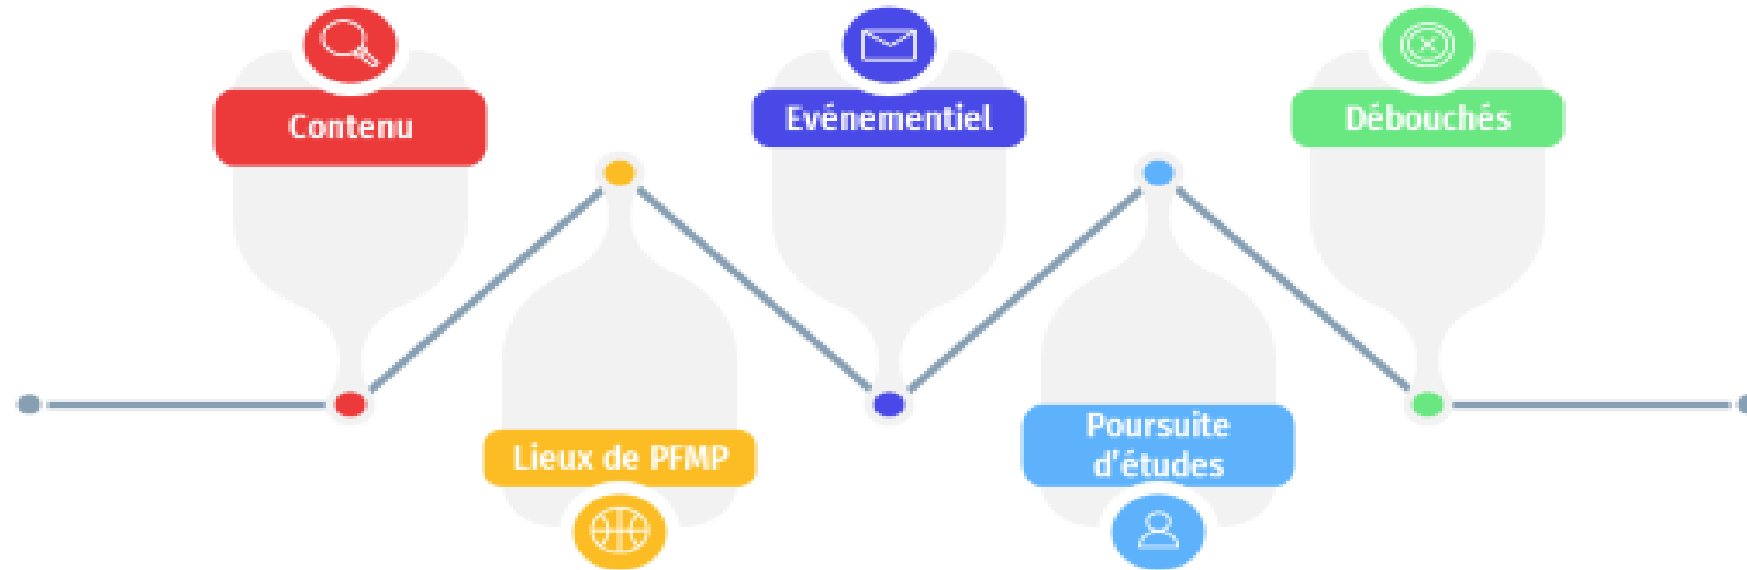 Contenu
Lieux de PFMP
Evénementiel
Poursuite
d'études
Débouchés